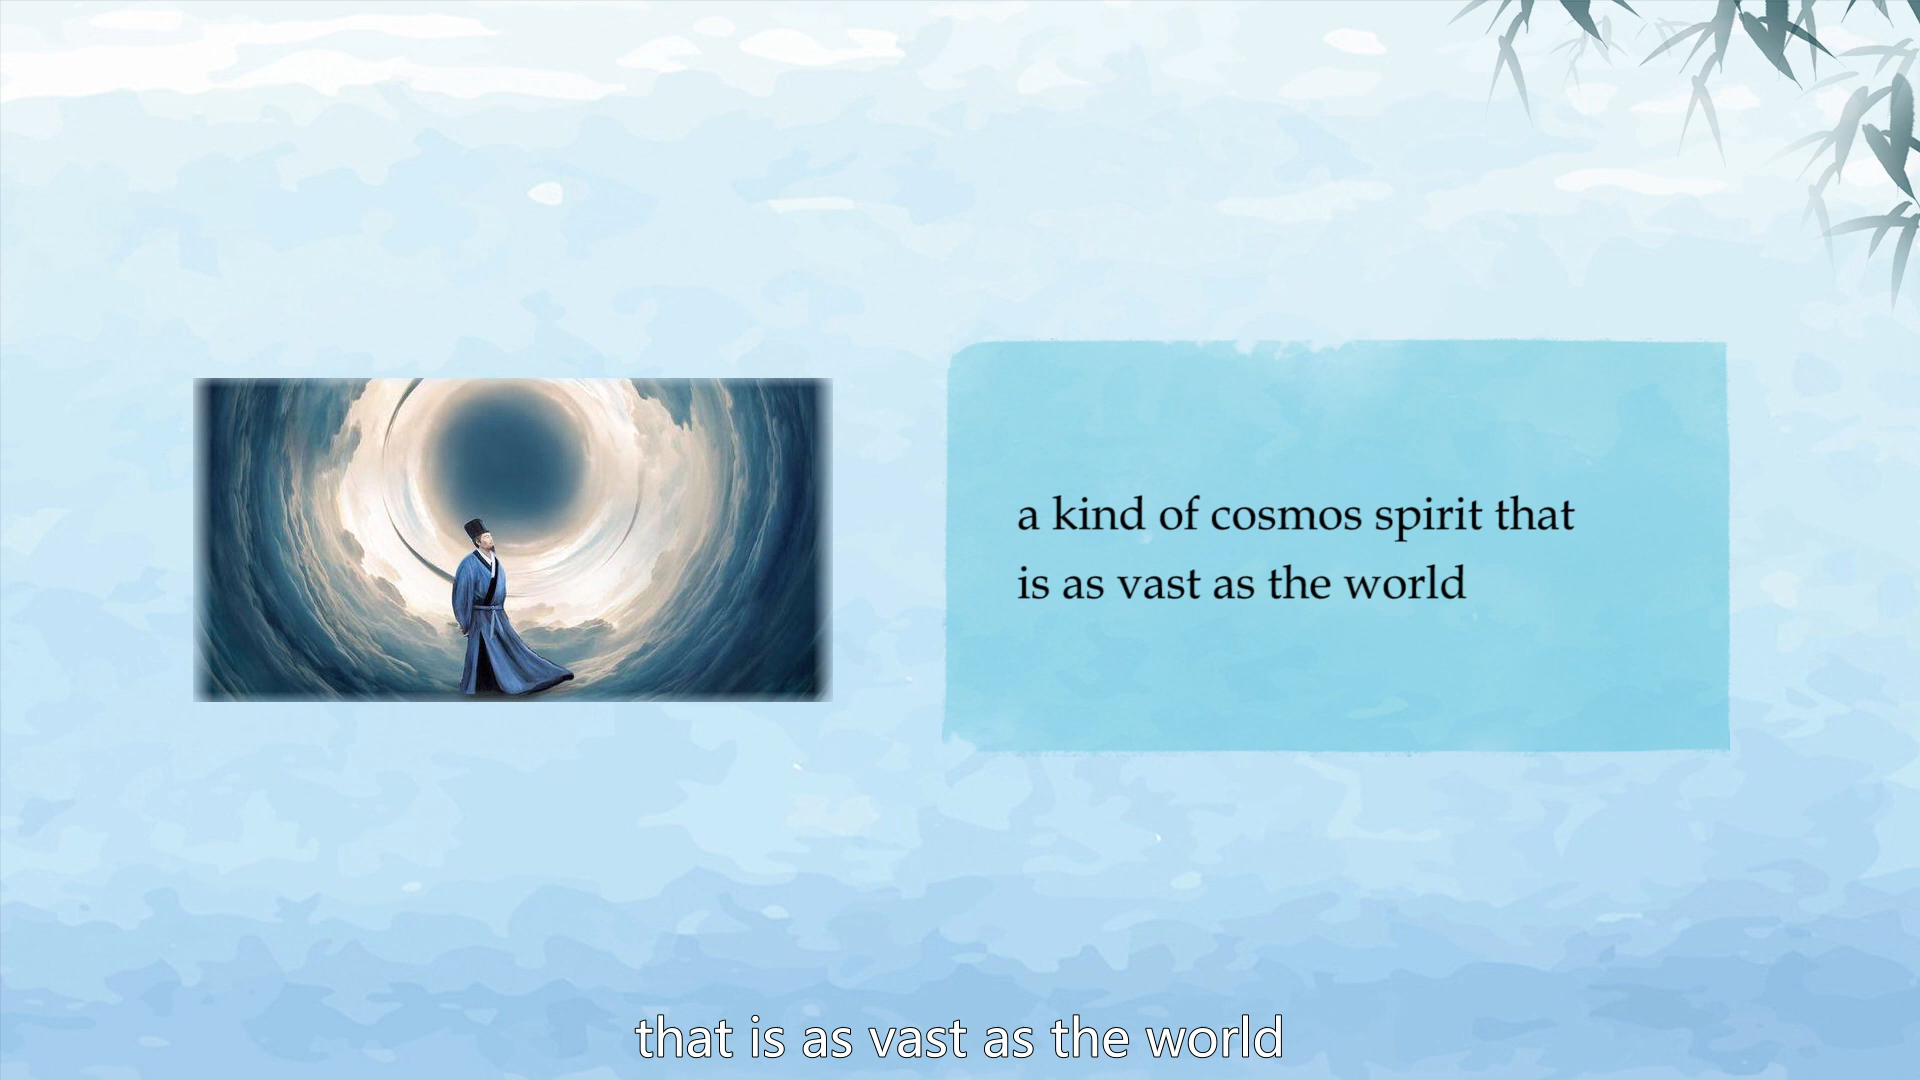 a kind of cosmos spirit that
is as vast as the world
that is as vast as the world